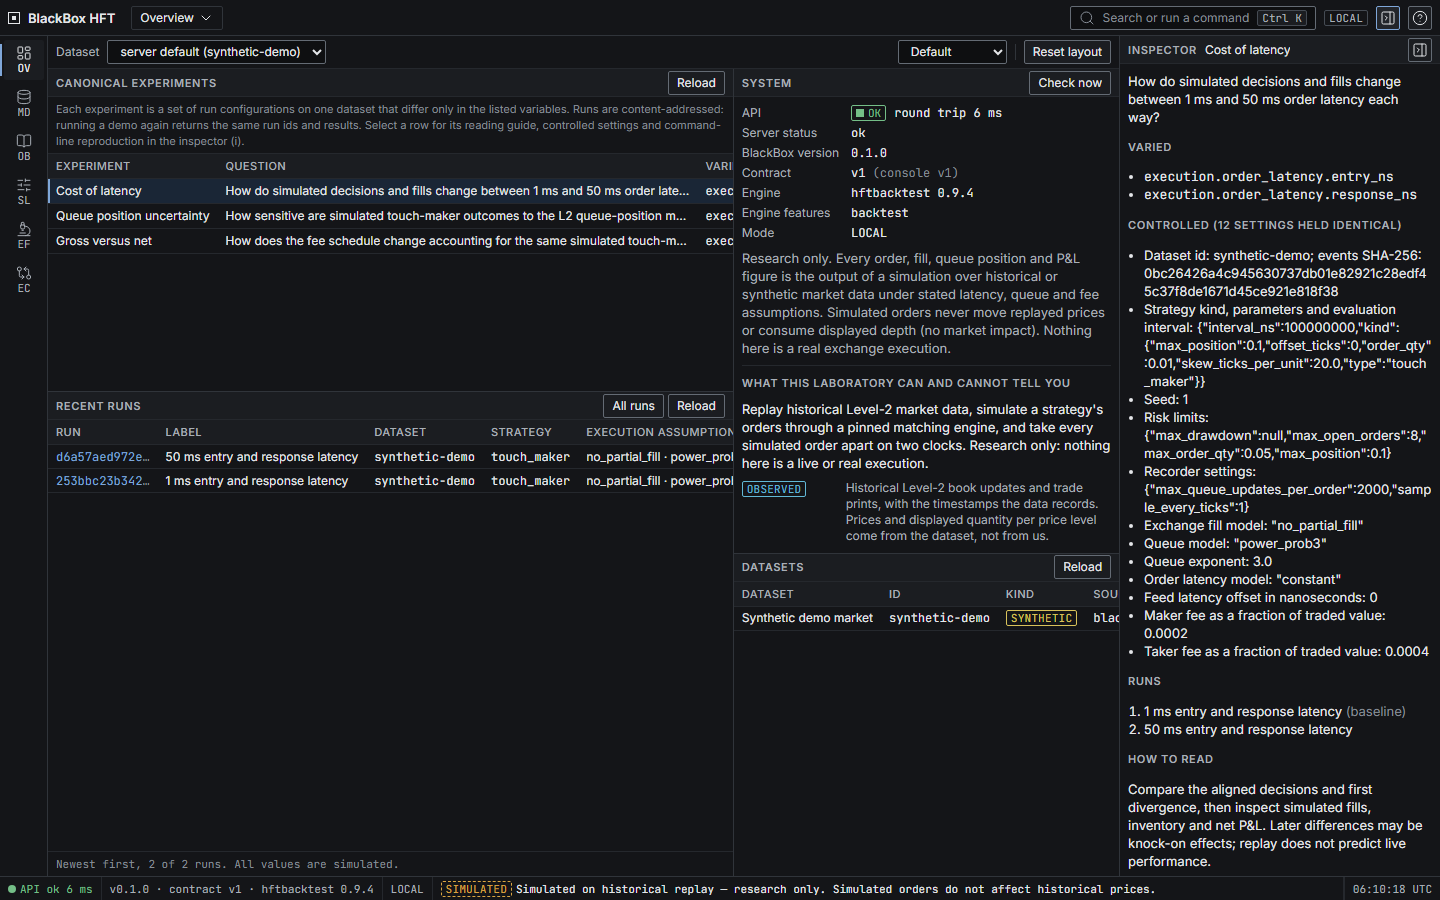 BlackBox HFT
Overview
Search or run a command Ctrl K
LOCAL
OV
MD
OB
SL
EF
EC
Dataset
server default (synthetic-demo)
Default
Reset layout
CANONICAL EXPERIMENTS
Reload
Each experiment is a set of run configurations on one dataset that differ only in the listed variables. Runs are content-addressed:
running a demo again returns the same run ids and results. Select a row for its reading guide, controlled settings and command-
line reproduction in the inspector (i).
EXPERIMENT QUESTION VARI
Cost of latency How do simulated decisions and fills change between 1 ms and 50 ms order late... exec
Queue position uncertainty How sensitive are simulated touch-maker outcomes to the L2 queue-position m... exec
Gross versus net How does the fee schedule change accounting for the same simulated touch-m... exec
RECENT RUNS
All runs
Reload
RUN LABEL DATASET STRATEGY EXECUTION ASSUMPTION
d6a57aed972e… 50 ms entry and response latency synthetic-demo touch_maker no_partial_fill · power_prol
253bbc23b342… 1 ms entry and response latency synthetic-demo touch_maker no_partial_fill · power_prol
Newest first, 2 of 2 runs. All values are simulated.
SYSTEM
Check now
API OK round trip 6 ms
Server status ok
BlackBox version 0.1.0
Contract v1 (console v1)
Engine hftbacktest 0.9.4
Engine features backtest
Mode LOCAL
Research only. Every order, fill, queue position and P&L
figure is the output of a simulation over historical or
synthetic market data under stated latency, queue and fee
assumptions. Simulated orders never move replayed prices
or consume displayed depth (no market impact). Nothing
here is a real exchange execution.
WHAT THIS LABORATORY CAN AND CANNOT TELL YOU
Replay historical Level-2 market data, simulate a strategy's
orders through a pinned matching engine, and take every
simulated order apart on two clocks. Research only: nothing
here is a live or real execution.
OBSERVED
Historical Level-2 book updates and trade
prints, with the timestamps the data records.
Prices and displayed quantity per price level
come from the dataset, not from us.
DATASETS
Reload
DATASET ID KIND SOU
Synthetic demo market synthetic-demo SYNTHETIC blac
INSPECTOR Cost of latency
How do simulated decisions and fills change
between 1 ms and 50 ms order latency each
way?
VARIED
• execution.order_latency.entry_ns
• execution.order_latency.response_ns
CONTROLLED (12 SETTINGS HELD IDENTICAL)
• Dataset id: synthetic-demo; events SHA-256:
0bc26426a4c945630737db01e82921c28edf4
5c37f8de1671d45ce921e818f38
• Strategy kind, parameters and evaluation
interval: {"interval_ns":100000000,"kind":
{"max_position":0.1,"offset_ticks":0,"order_qty"
:0.01,"skew_ticks_per_unit":20.0,"type":"touch
_maker"}}
• Seed: 1
• Risk limits:
{"max_drawdown":null,"max_open_orders":8,"
max_order_qty":0.05,"max_position":0.1}
• Recorder settings:
{"max_queue_updates_per_order":2000,"samp
le_every_ticks":1}
• Exchange fill model: "no_partial_fill"
• Queue model: "power_prob3"
• Queue exponent: 3.0
• Order latency model: "constant"
• Feed latency offset in nanoseconds: 0
• Maker fee as a fraction of traded value:
0.0002
• Taker fee as a fraction of traded value: 0.0004
RUNS
1. 1 ms entry and response latency (baseline)
2. 50 ms entry and response latency
HOW TO READ
Compare the aligned decisions and first
divergence, then inspect simulated fills,
inventory and net P&L. Later differences may be
knock-on effects; replay does not predict live
performance.
API ok 6 ms
v0.1.0 · contract v1 · hftbacktest 0.9.4
LOCAL
SIMULATED Simulated on historical replay — research only. Simulated orders do not affect historical prices.
06:10:18 UTC